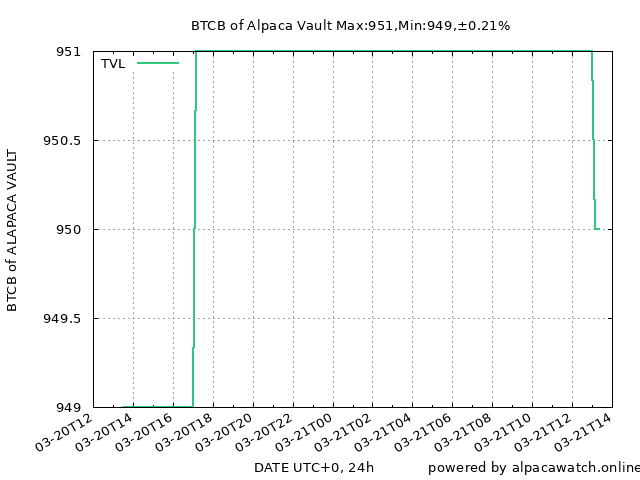 BTCB of Alpaca Vault Max:951,Min:949,±0.21%
TVL
951
950.5
950
949.5
949
BTCB of ALAPACA VAULT
03-20T12
03-20T14
03-20T16
03-20T18
03-20T20
03-20T22
03-21T00
03-21T02
03-21T04
03-21T06
03-21T08
03-21T10
03-21T12
03-21T14
DATE UTC+0, 24h
powered by alpacawatch.online